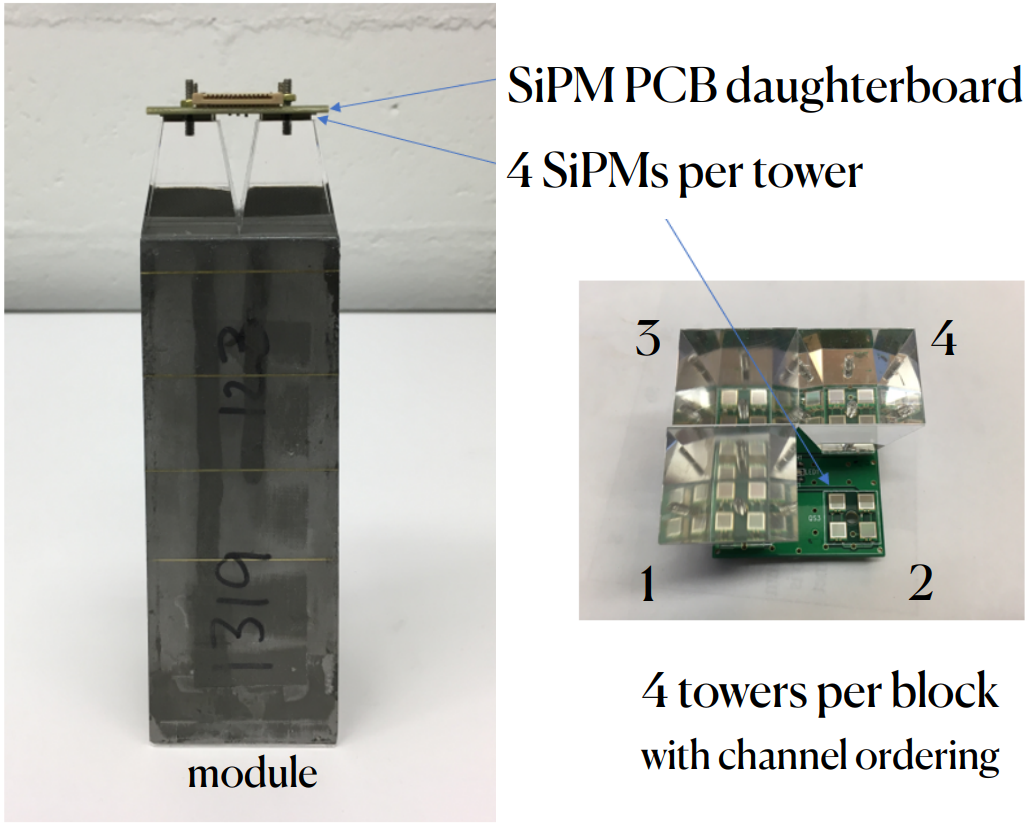 SiPM PCB daughterboard
4 SiPMs per tower
123
1319
3
4
1
2
4 towers per block
with channel ordering
module